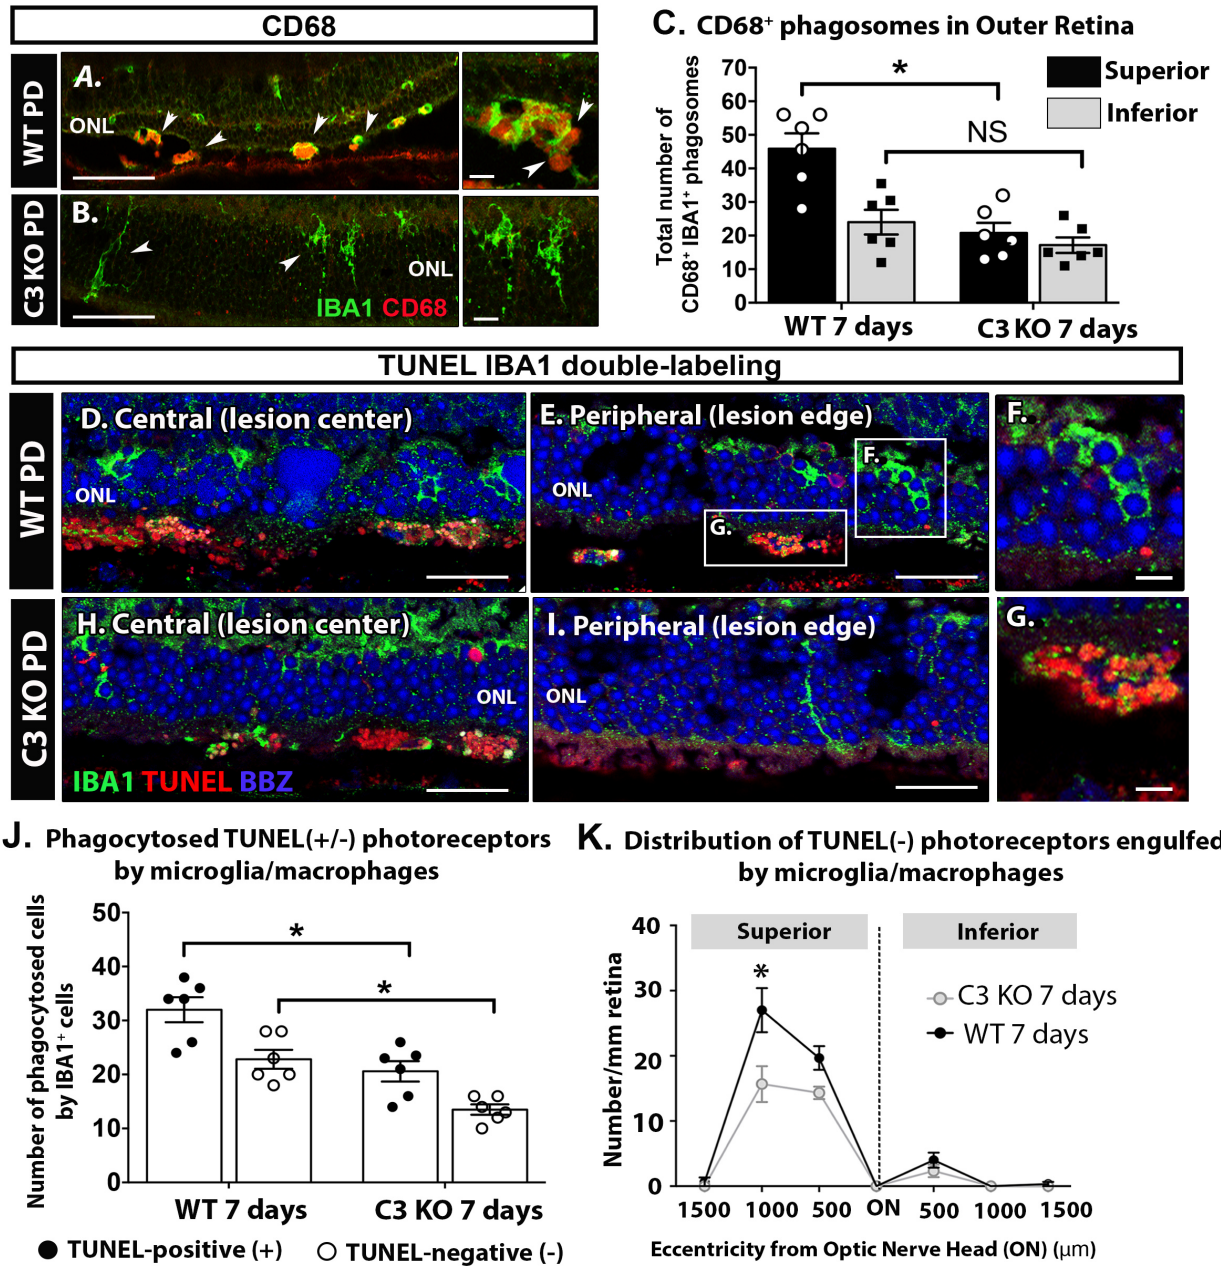 CD68
WT PD
A.
ONL
C3 KO PD
B.
ONL
IBA1 CD68
C. CD68⁺ phagosomes in Outer Retina
Total number of
CD68⁺ IBA1⁺ phagosomes
70
60
50
40
30
20
10
0
*
NS
Superior
Inferior
WT 7 days
C3 KO 7 days
TUNEL IBA1 double-labeling
WT PD
D. Central (lesion center)
ONL
E. Peripheral (lesion edge)
ONL
F.
G.
F.
C3 KO PD
H. Central (lesion center)
ONL
IBA1 TUNEL BBZ
I. Peripheral (lesion edge)
ONL
G.
J. Phagocytosed TUNEL(+/-) photoreceptors
by microglia/macrophages
Number of phagocytosed cells
by IBA1⁺ cells
50
40
30
20
10
0
*
*
WT 7 days
C3 KO 7 days
TUNEL-positive (+)
TUNEL-negative (-)
K. Distribution of TUNEL(-) photoreceptors engulfed
by microglia/macrophages
Number/mm retina
40
30
20
10
0
Superior
Inferior
*
C3 KO 7 days
WT 7 days
1500 1000 500 ON 500 1000 1500
Eccentricity from Optic Nerve Head (ON) (µm)